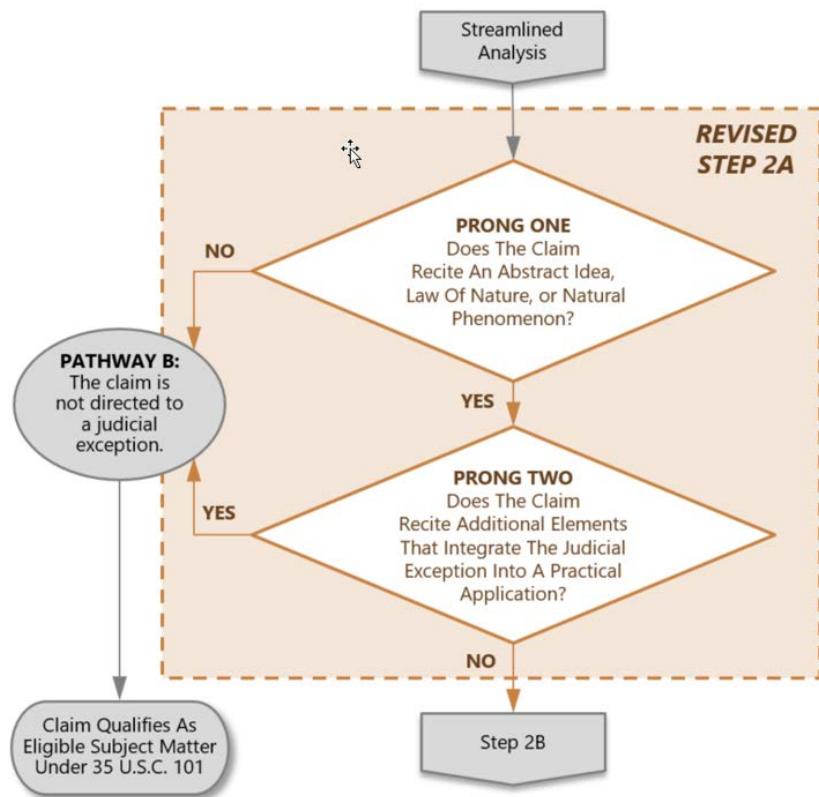 Streamlined
Analysis
REVISED
STEP 2A
PRONG ONE
Does The Claim
Recite An Abstract Idea,
Law Of Nature, or Natural
Phenomenon?
NO
YES
PATHWAY B:
The claim is
not directed to
a judicial
exception.
PRONG TWO
Does The Claim
Recite Additional Elements
That Integrate The Judicial
Exception Into A Practical
Application?
YES
NO
Claim Qualifies As
Eligible Subject Matter
Under 35 U.S.C. 101
Step 2B